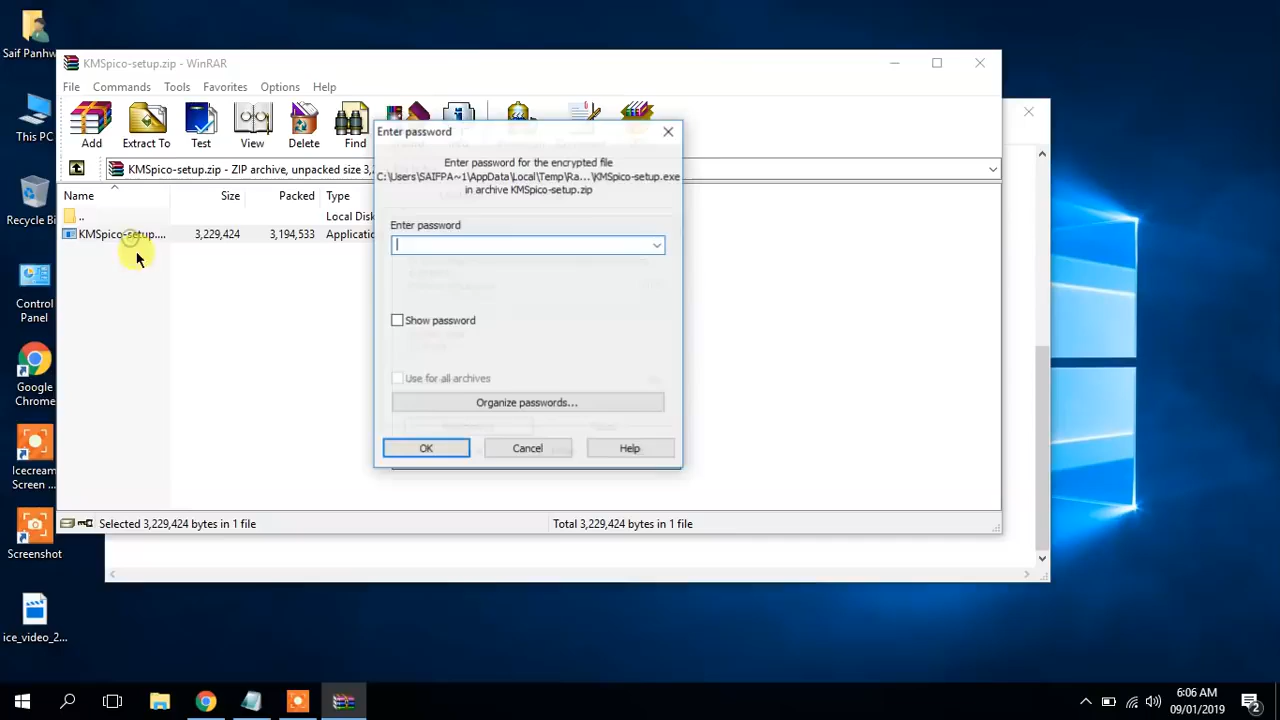 Saif Panhw...
KMSpico-setup.zip - WinRAR
File Commands Tools Favorites Options Help
This PC
Add Extract To Test View Delete Find
Enter password
Enter password for the encrypted file
C:\Users\SAIFPA~1\AppData\Local\Temp\Ra...\KMSpico-setup.exe
in archive KMSpico-setup.zip
KMSpico-setup.zip - ZIP archive, unpacked size 3,
Name Size Packed Type
..
Local Disk
Recycle Bi
KMSpico-setup.... 3,229,424 3,194,533 Applicatio
Enter password
Control
Panel
Show password
Use for all archives
Organize passwords...
Google
Chrome
OK Cancel Help
Icecream
Screen ...
Selected 3,229,424 bytes in 1 file
Total 3,229,424 bytes in 1 file
Screenshot
ice_video_2...
6:06 AM
09/01/2019
2